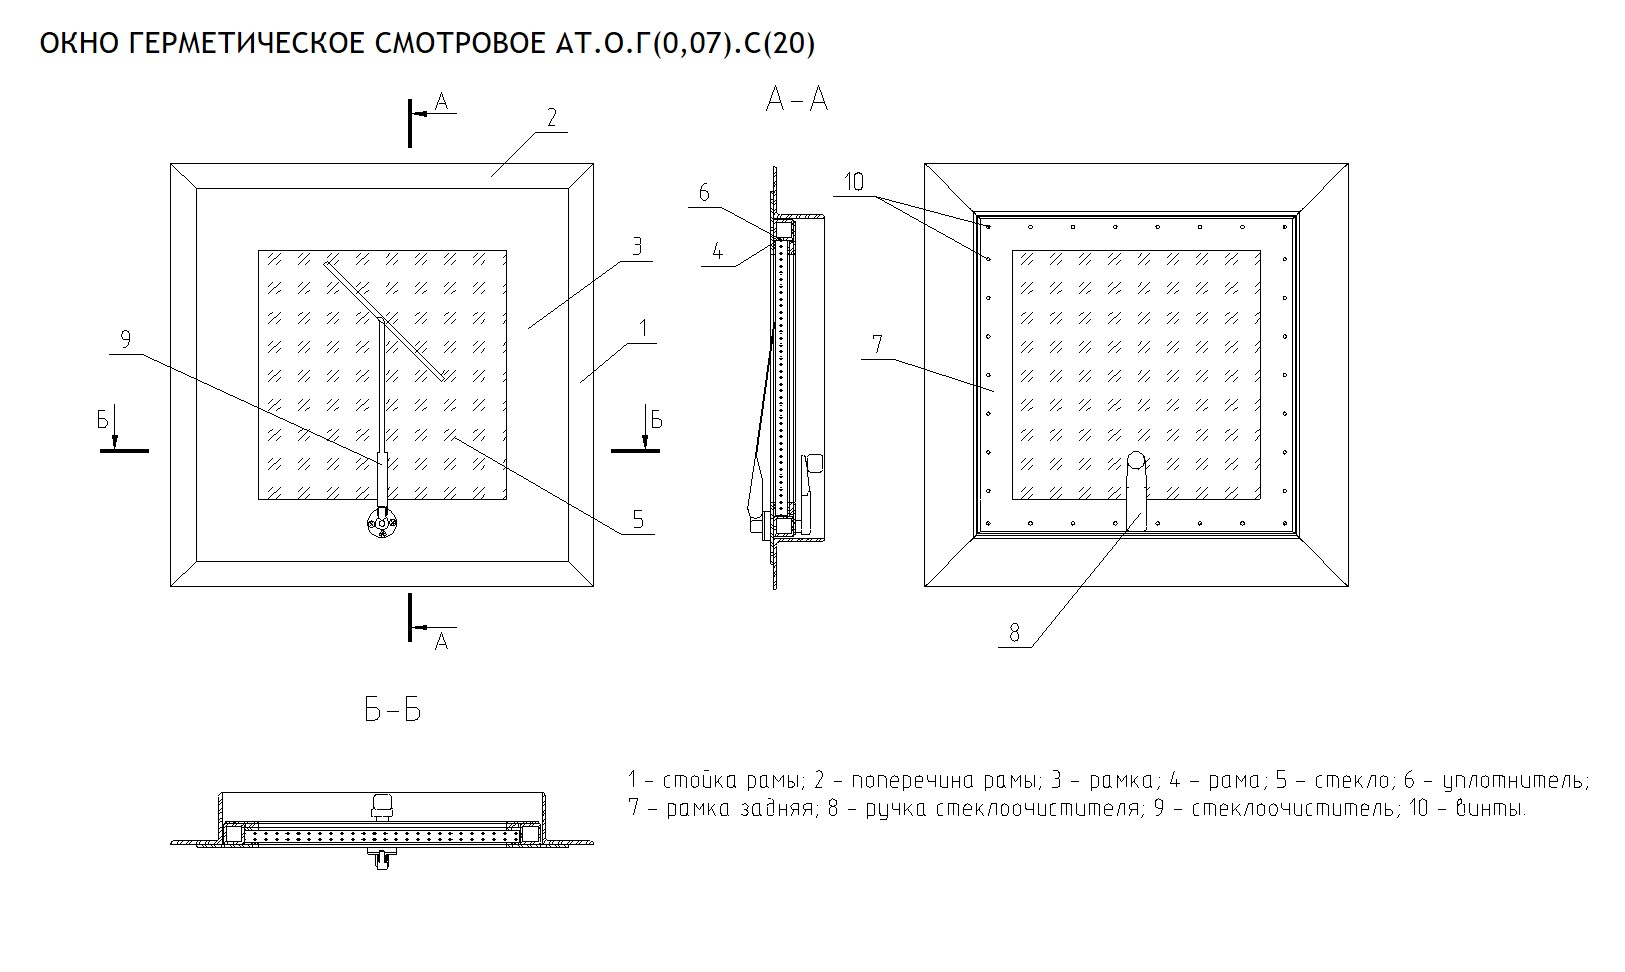 ОКНО ГЕРМЕТИЧЕСКОЕ СМОТРОВОЕ АТ.О.Г(0,07).С(20)
А
А-А
2
6
10
3
4
1
9
7
Б
Б
5
8
А
Б-Б
1 - стойка рамы; 2 - поперечина рамы; 3 - рамка; 4 - рама; 5 - стекло; 6 - уплотнитель;
7 - рамка задняя; 8 - ручка стеклоочистителя; 9 - стеклоочиститель; 10 - винты.